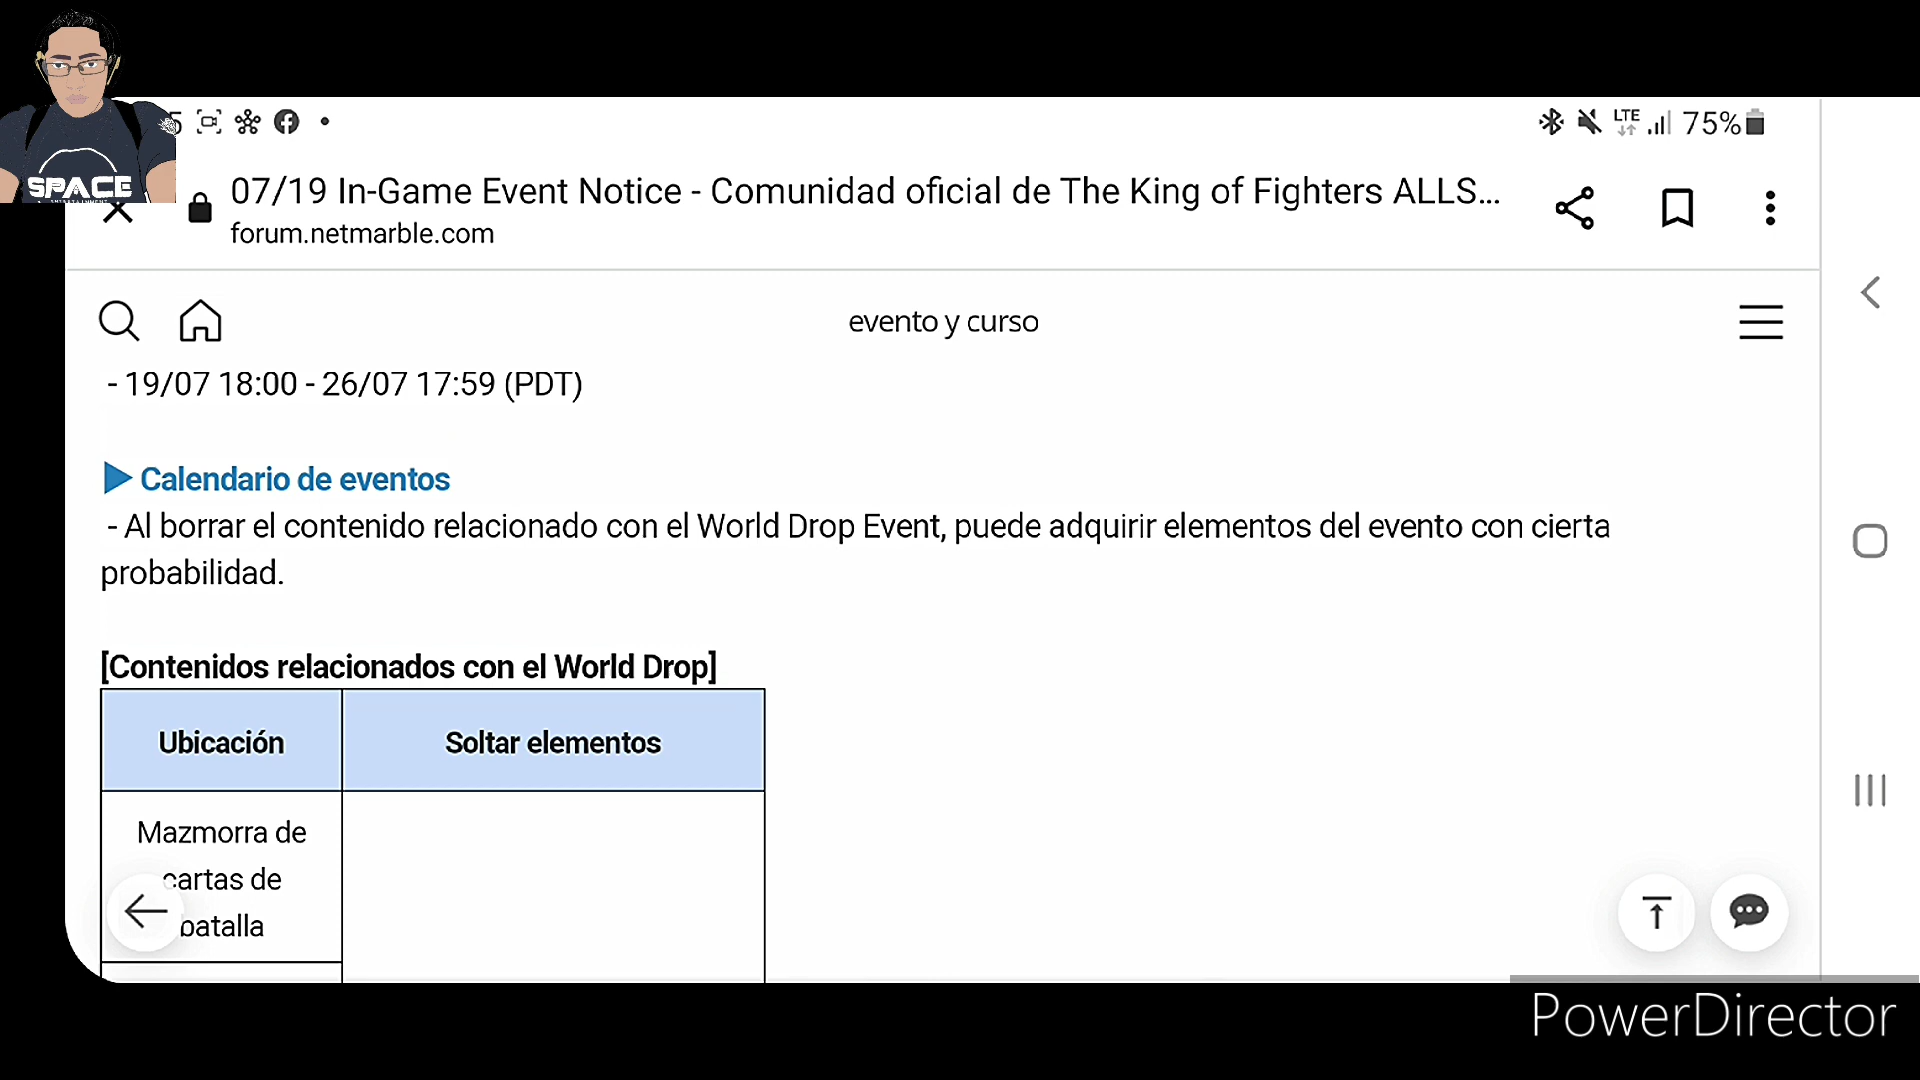 5
LTE
75%
07/19 In-Game Event Notice - Comunidad oficial de The King of Fighters ALLS...
forum.netmarble.com
SPACE
ENTERTAINMENT
evento y curso
- 19/07 18:00 - 26/07 17:59 (PDT)
Calendario de eventos
- Al borrar el contenido relacionado con el World Drop Event, puede adquirir elementos del evento con cierta
probabilidad.
[Contenidos relacionados con el World Drop]
Ubicación
Soltar elementos
Mazmorra de
cartas de
batalla
PowerDirector